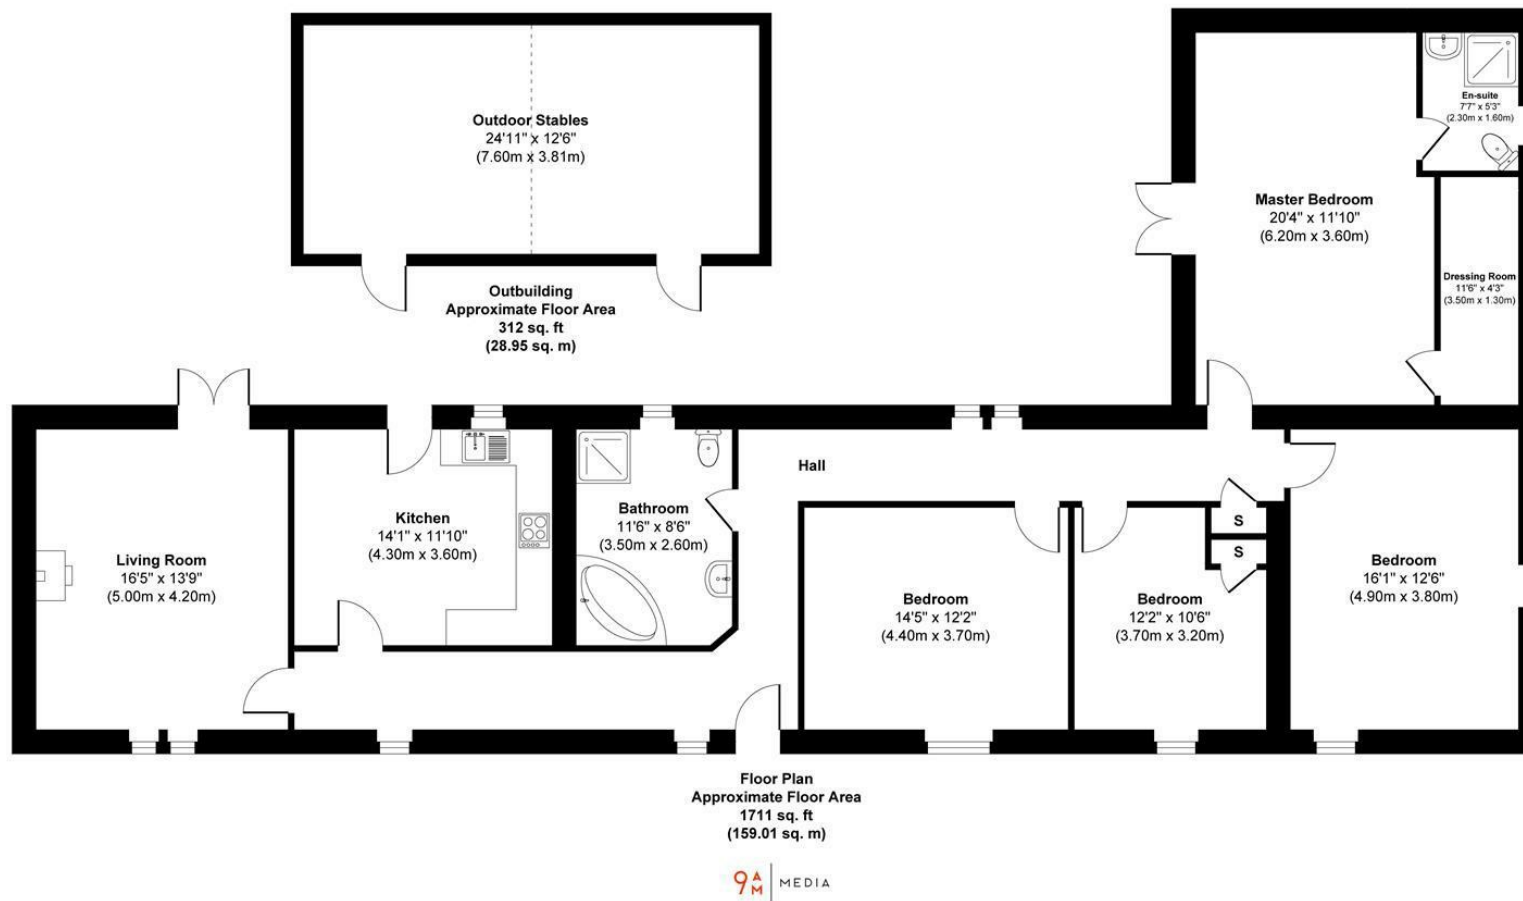 Outdoor Stables
24'11" x 12'6"
(7.60m x 3.81m)
Outbuilding
Approximate Floor Area
312 sq. ft
(28.95 sq. m)
En-suite
7'7" x 5'3"
(2.30m x 1.60m)
Master Bedroom
20'4" x 11'10"
(6.20m x 3.60m)
Dressing Room
11'6" x 4'3"
(3.50m x 1.30m)
Living Room
16'5" x 13'9"
(5.00m x 4.20m)
Kitchen
14'1" x 11'10"
(4.30m x 3.60m)
Bathroom
11'6" x 8'6"
(3.50m x 2.60m)
Hall
Bedroom
14'5" x 12'2"
(4.40m x 3.70m)
S
S
Bedroom
12'2" x 10'6"
(3.70m x 3.20m)
Bedroom
16'1" x 12'6"
(4.90m x 3.80m)
Floor Plan
Approximate Floor Area
1711 sq. ft
(159.01 sq. m)
9AM MEDIA